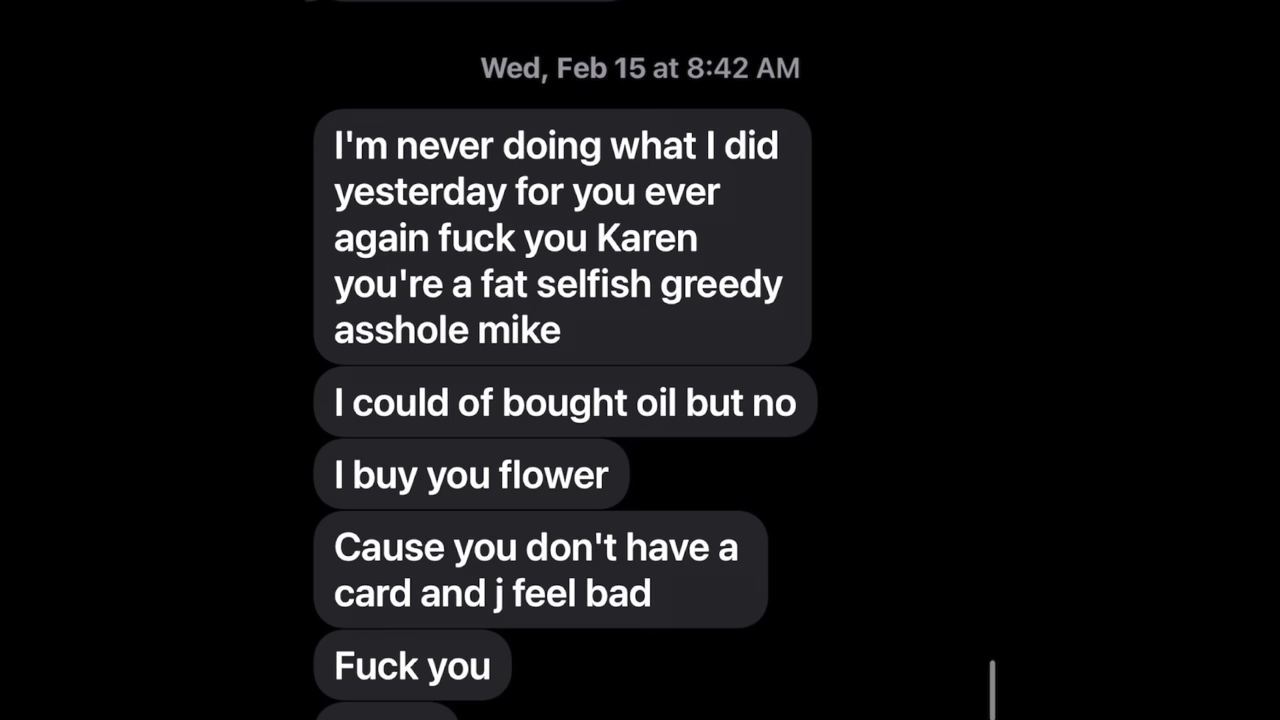 Wed, Feb 15 at 8:42 AM
I'm never doing what I did
yesterday for you ever
again fuck you Karen
you're a fat selfish greedy
asshole mike
I could of bought oil but no
I buy you flower
Cause you don't have a
card and j feel bad
Fuck you